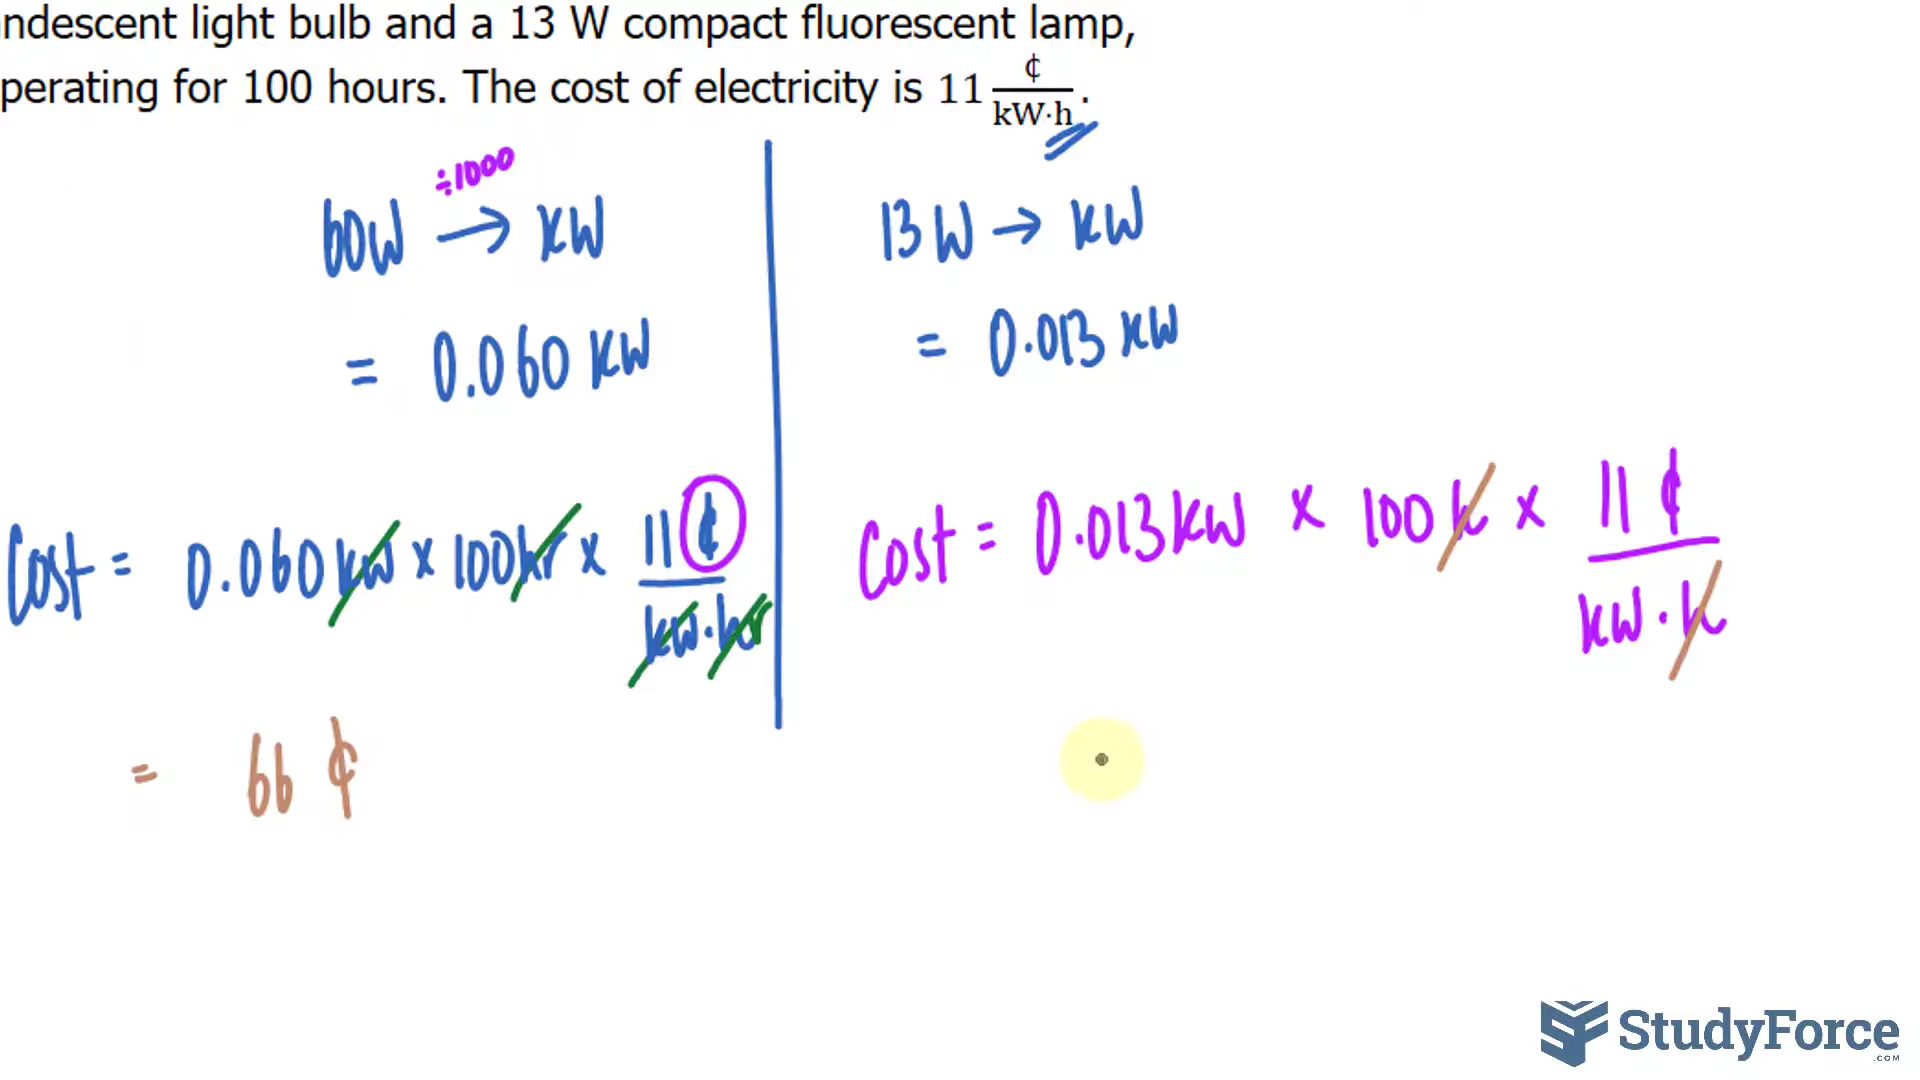 ndescent light bulb and a 13 W compact fluorescent lamp,
perating for 100 hours. The cost of electricity is 11 ¢/kW·h.
÷1000
60W → kW
= 0.060 kW
Cost = 0.060 kW × 100 hr × 11 ¢/kW·hr
= 66 ¢
13 W → kW
= 0.013 kW
Cost = 0.013 kW × 100 h × 11 ¢/kW·h
StudyForce
.COM